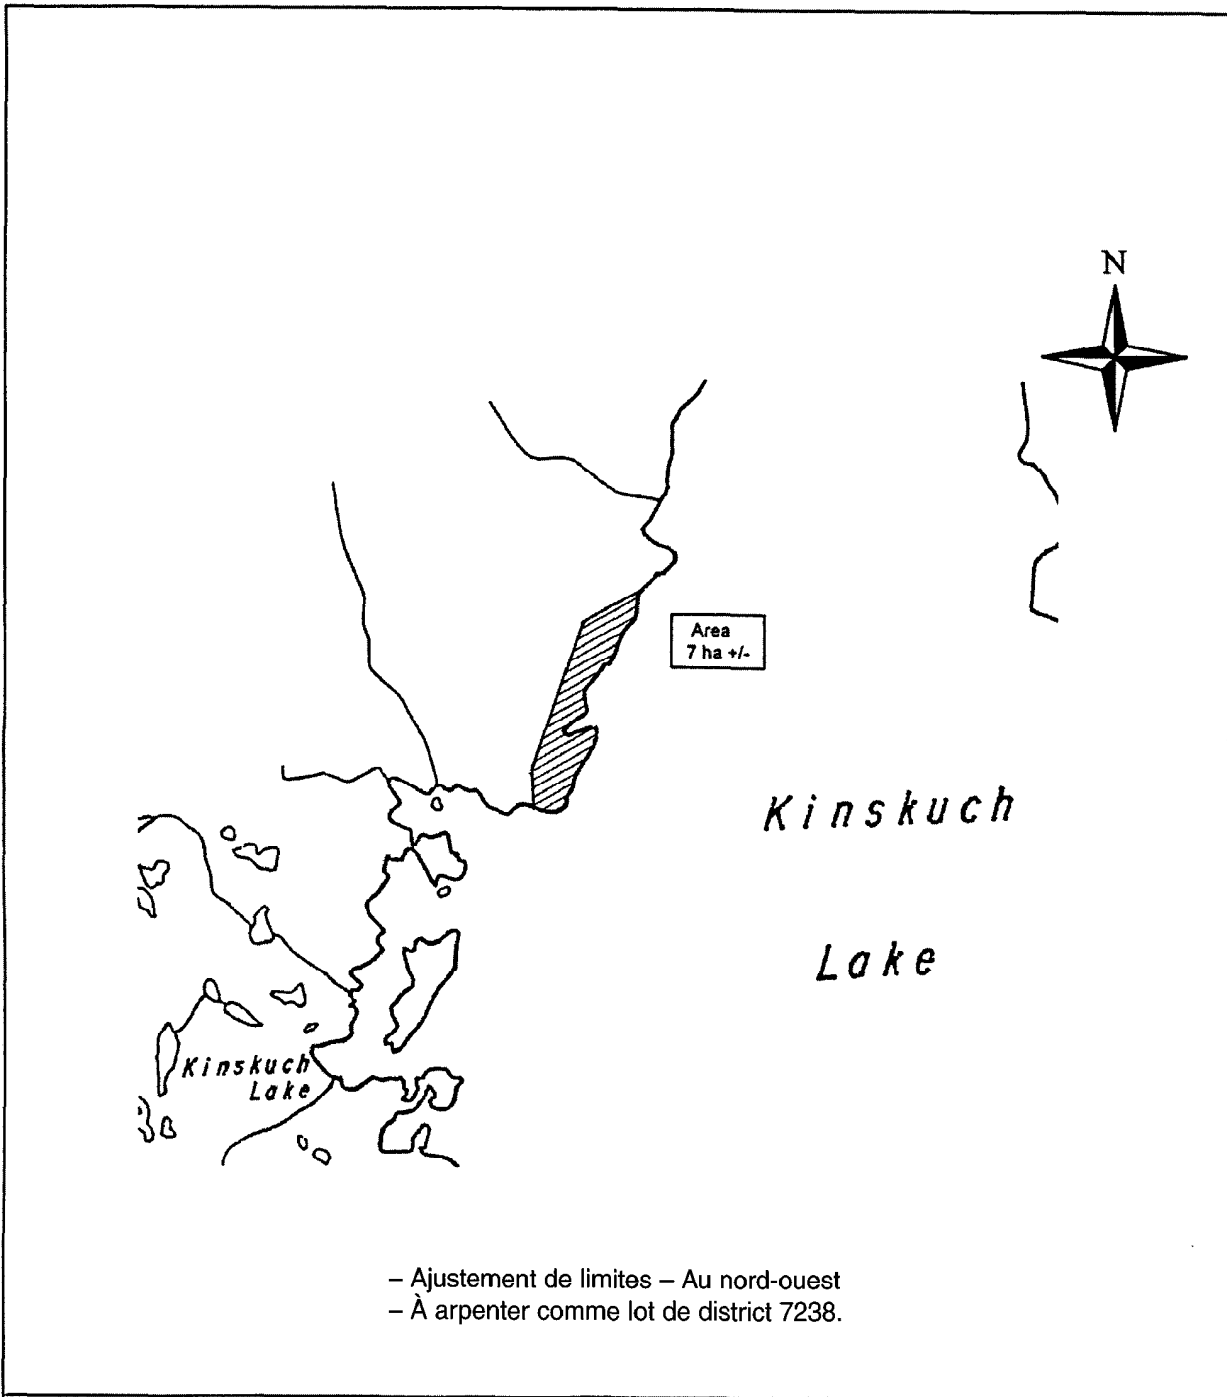 N
Area
7 ha +/-
Kinskuch
Lake
Kinskuch
Lake
– Ajustement de limites – Au nord-ouest
– À arpenter comme lot de district 7238.